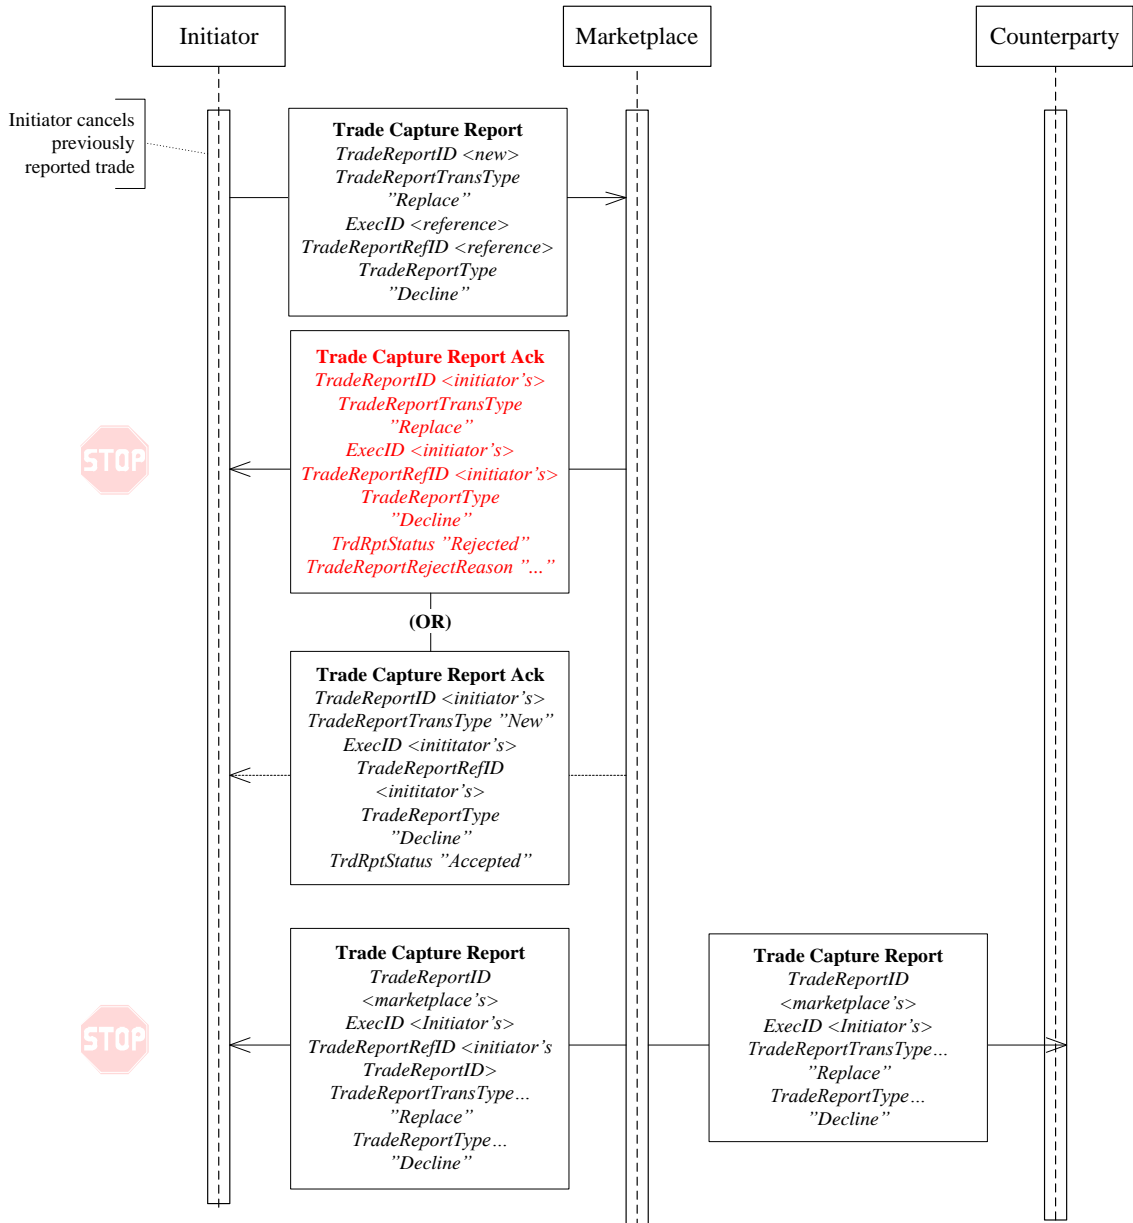 Initiator
Marketplace
Counterparty
Initiator cancels
previously
reported trade
Trade Capture Report
TradeReportID <new>
TradeReportTransType
”Replace”
ExecID <reference>
TradeReportRefID <reference>
TradeReportType
”Decline”
Trade Capture Report Ack
TradeReportID <initiator’s>
TradeReportTransType
”Replace”
ExecID <initiator’s>
TradeReportRefID <initiator’s>
TradeReportType
”Decline”
TrdRptStatus ”Rejected”
TradeReportRejectReason ”...”
STOP
(OR)
Trade Capture Report Ack
TradeReportID <initiator’s>
TradeReportTransType ”New”
ExecID <inititator’s>
TradeReportRefID
<inititator’s>
TradeReportType
”Decline”
TrdRptStatus ”Accepted”
Trade Capture Report
TradeReportID
<marketplace’s>
ExecID <Initiator’s>
TradeReportRefID <initiator’s
TradeReportID>
TradeReportTransType…
”Replace”
TradeReportType…
”Decline”
STOP
Trade Capture Report
TradeReportID
<marketplace’s>
ExecID <Initiator’s>
TradeReportTransType…
”Replace”
TradeReportType…
”Decline”